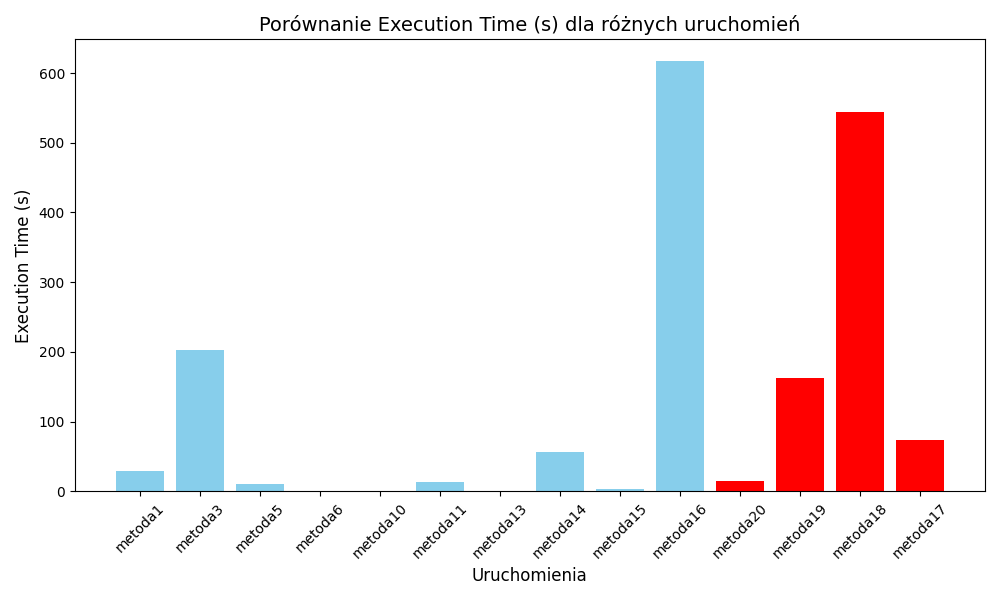 Porównanie Execution Time (s) dla różnych uruchomień
Execution Time (s)
600
500
400
300
200
100
0
metoda1
metoda3
metoda5
metoda6
metoda10
metoda11
metoda13
metoda14
metoda15
metoda16
metoda20
metoda19
metoda18
metoda17
Uruchomienia